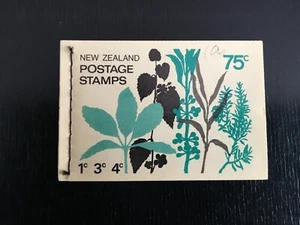 NEW ZEALAND
POSTAGE
STAMPS
75c
1c 3c 4c